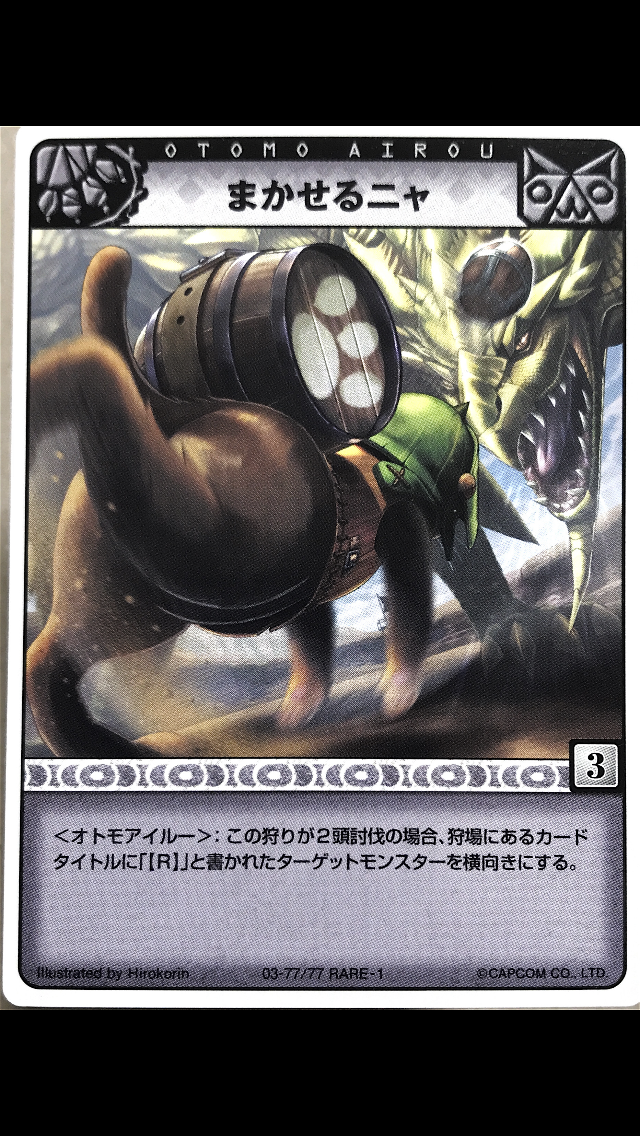 OTOMO AIROU
まかせるニャ
3
＜オトモアイルー＞：この狩りが２頭討伐の場合、狩場にあるカード
タイトルに「【R】」と書かれたターゲットモンスターを横向きにする。
Illustrated by Hirokorin 03-77/77 RARE-1 ©CAPCOM CO., LTD.